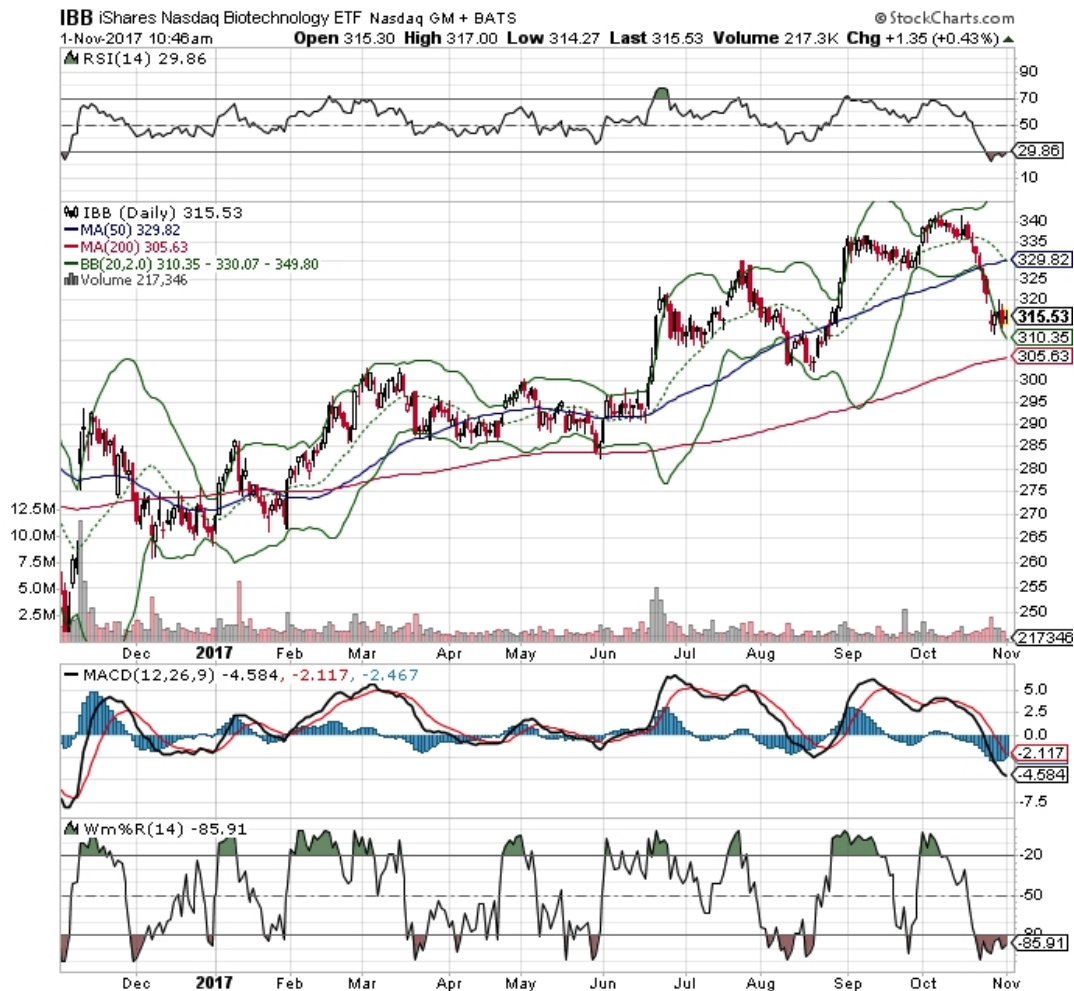 IBB iShares Nasdaq Biotechnology ETF Nasdaq GM + BATS © StockCharts.com
1-Nov-2017 10:46am Open 315.30 High 317.00 Low 314.27 Last 315.53 Volume 217.3K Chg +1.35 (+0.43%)
RSI(14) 29.86
90
70
50
29.86
10
IBB (Daily) 315.53
MA(50) 329.82
MA(200) 305.63
BB(20,2.0) 310.35 - 330.07 - 349.80
Volume 217,346
340
335
329.82
325
320
315.53
310.35
305.63
300
295
290
285
280
275
12.5M 270
10.0M 265
7.5M 260
5.0M 255
2.5M 250
217346
Dec 2017 Feb Mar Apr May Jun Jul Aug Sep Oct Nov
MACD(12,26,9) -4.584, -2.117, -2.467
5.0
2.5
0.0
-2.117
-4.584
-7.5
Wm%R(14) -85.91
-20
-50
-80
-85.91
Dec 2017 Feb Mar Apr May Jun Jul Aug Sep Oct Nov